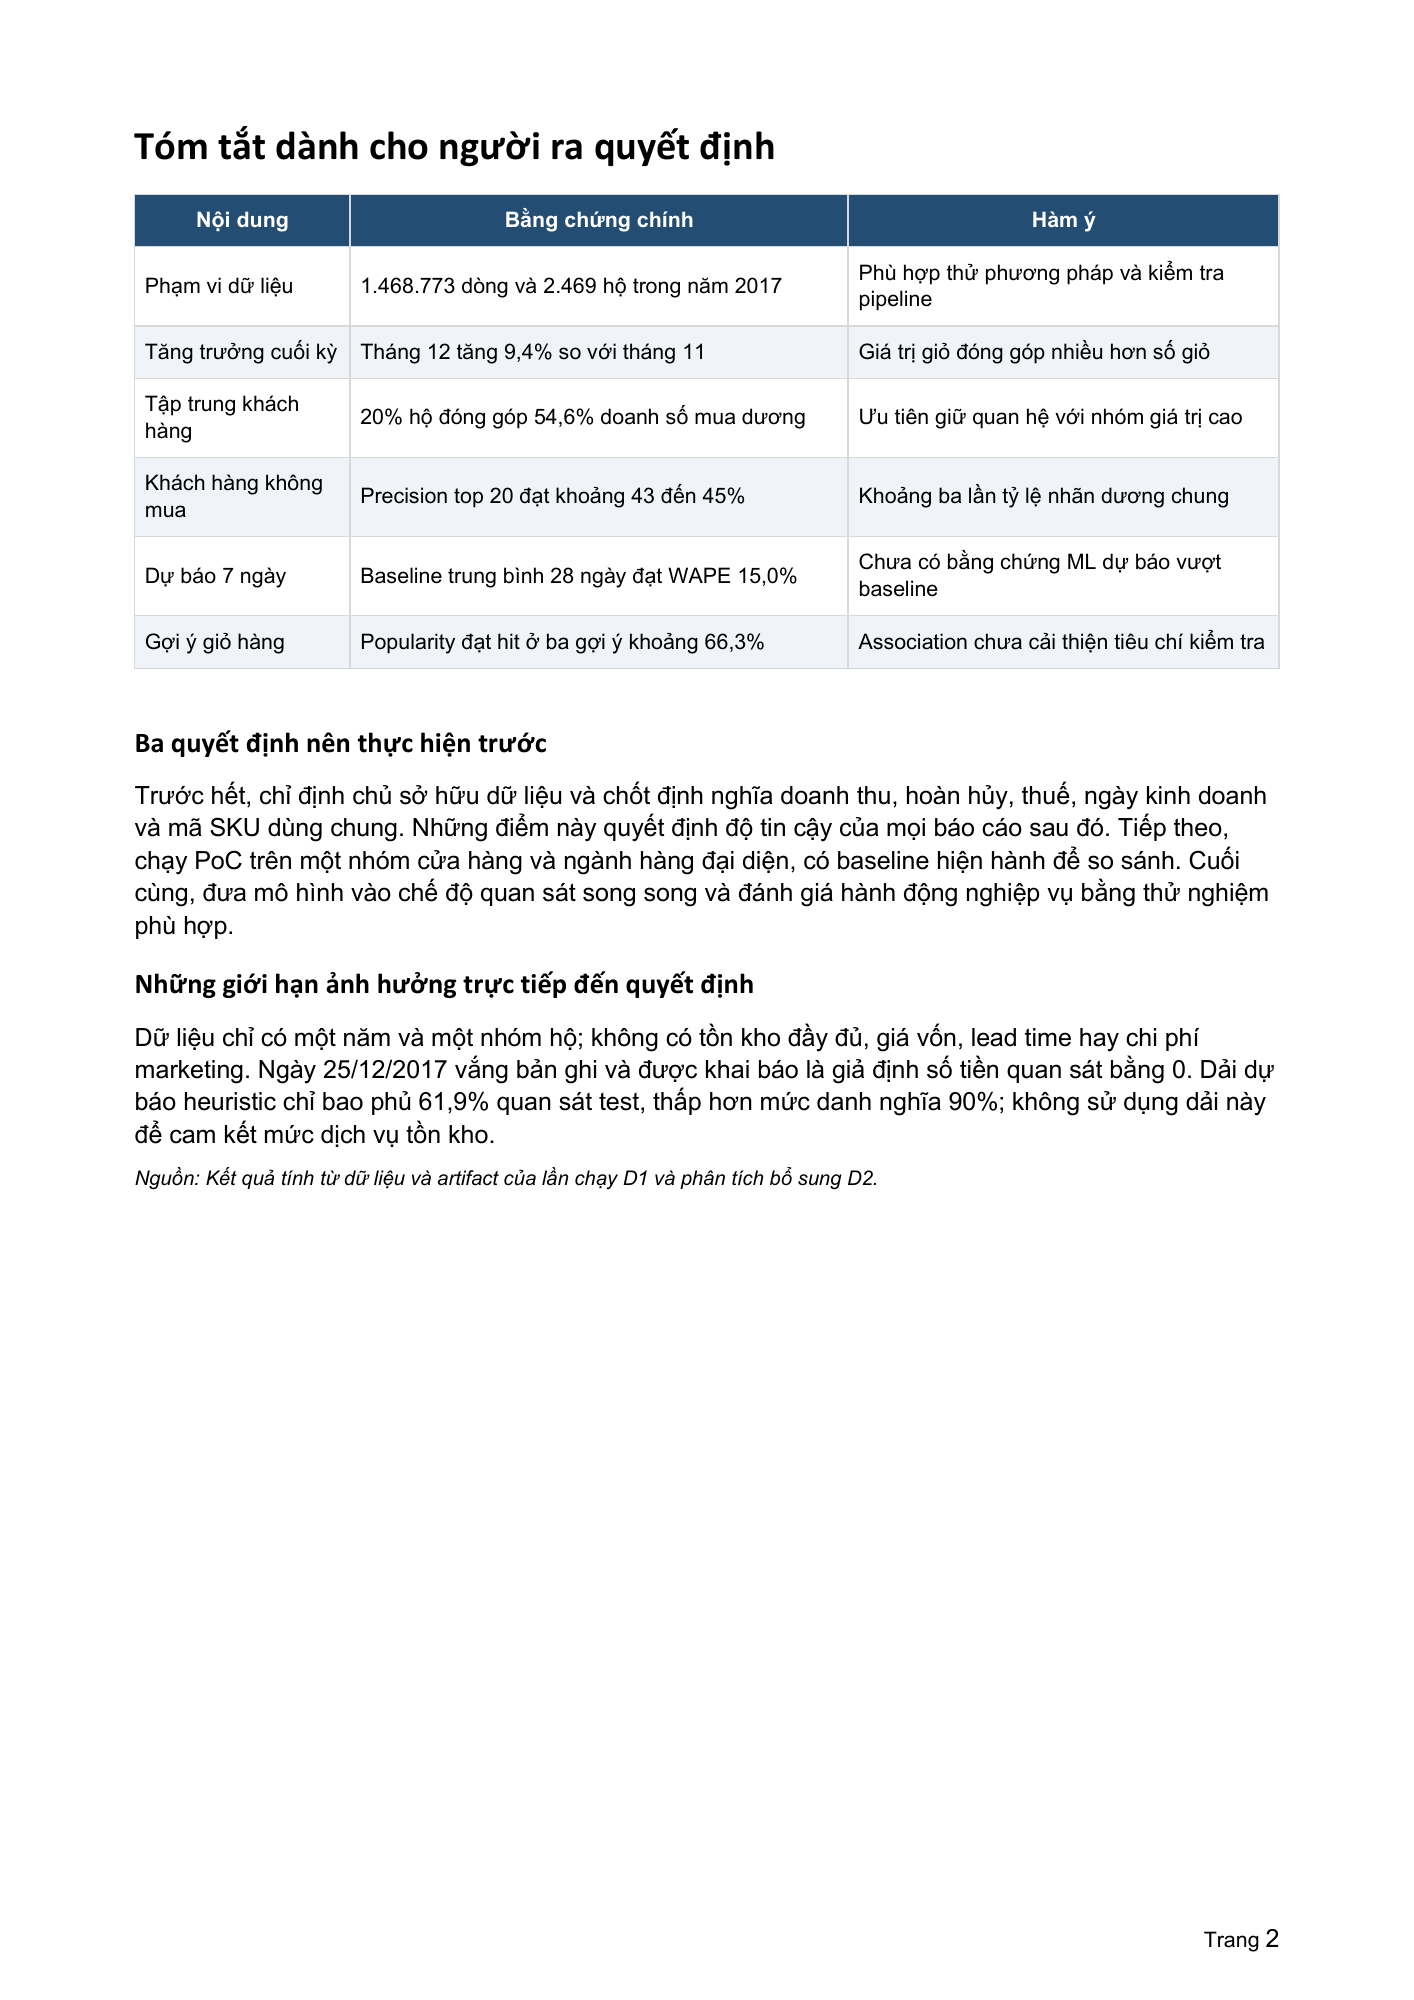 Tóm tắt dành cho người ra quyết định
Nội dung Bằng chứng chính Hàm ý
Phạm vi dữ liệu 1.468.773 dòng và 2.469 hộ trong năm 2017 Phù hợp thử phương pháp và kiểm tra
pipeline
Tăng trưởng cuối kỳ Tháng 12 tăng 9,4% so với tháng 11 Giá trị giỏ đóng góp nhiều hơn số giỏ
Tập trung khách
hàng
20% hộ đóng góp 54,6% doanh số mua dương Ưu tiên giữ quan hệ với nhóm giá trị cao
Khách hàng không
mua
Precision top 20 đạt khoảng 43 đến 45% Khoảng ba lần tỷ lệ nhãn dương chung
Dự báo 7 ngày Baseline trung bình 28 ngày đạt WAPE 15,0% Chưa có bằng chứng ML dự báo vượt
baseline
Gợi ý giỏ hàng Popularity đạt hit ở ba gợi ý khoảng 66,3% Association chưa cải thiện tiêu chí kiểm tra
Ba quyết định nên thực hiện trước
Trước hết, chỉ định chủ sở hữu dữ liệu và chốt định nghĩa doanh thu, hoàn hủy, thuế, ngày kinh doanh
và mã SKU dùng chung. Những điểm này quyết định độ tin cậy của mọi báo cáo sau đó. Tiếp theo,
chạy PoC trên một nhóm cửa hàng và ngành hàng đại diện, có baseline hiện hành để so sánh. Cuối
cùng, đưa mô hình vào chế độ quan sát song song và đánh giá hành động nghiệp vụ bằng thử nghiệm
phù hợp.
Những giới hạn ảnh hưởng trực tiếp đến quyết định
Dữ liệu chỉ có một năm và một nhóm hộ; không có tồn kho đầy đủ, giá vốn, lead time hay chi phí
marketing. Ngày 25/12/2017 vắng bản ghi và được khai báo là giả định số tiền quan sát bằng 0. Dải dự
báo heuristic chỉ bao phủ 61,9% quan sát test, thấp hơn mức danh nghĩa 90%; không sử dụng dải này
để cam kết mức dịch vụ tồn kho.
Nguồn: Kết quả tính từ dữ liệu và artifact của lần chạy D1 và phân tích bổ sung D2.
Trang 2